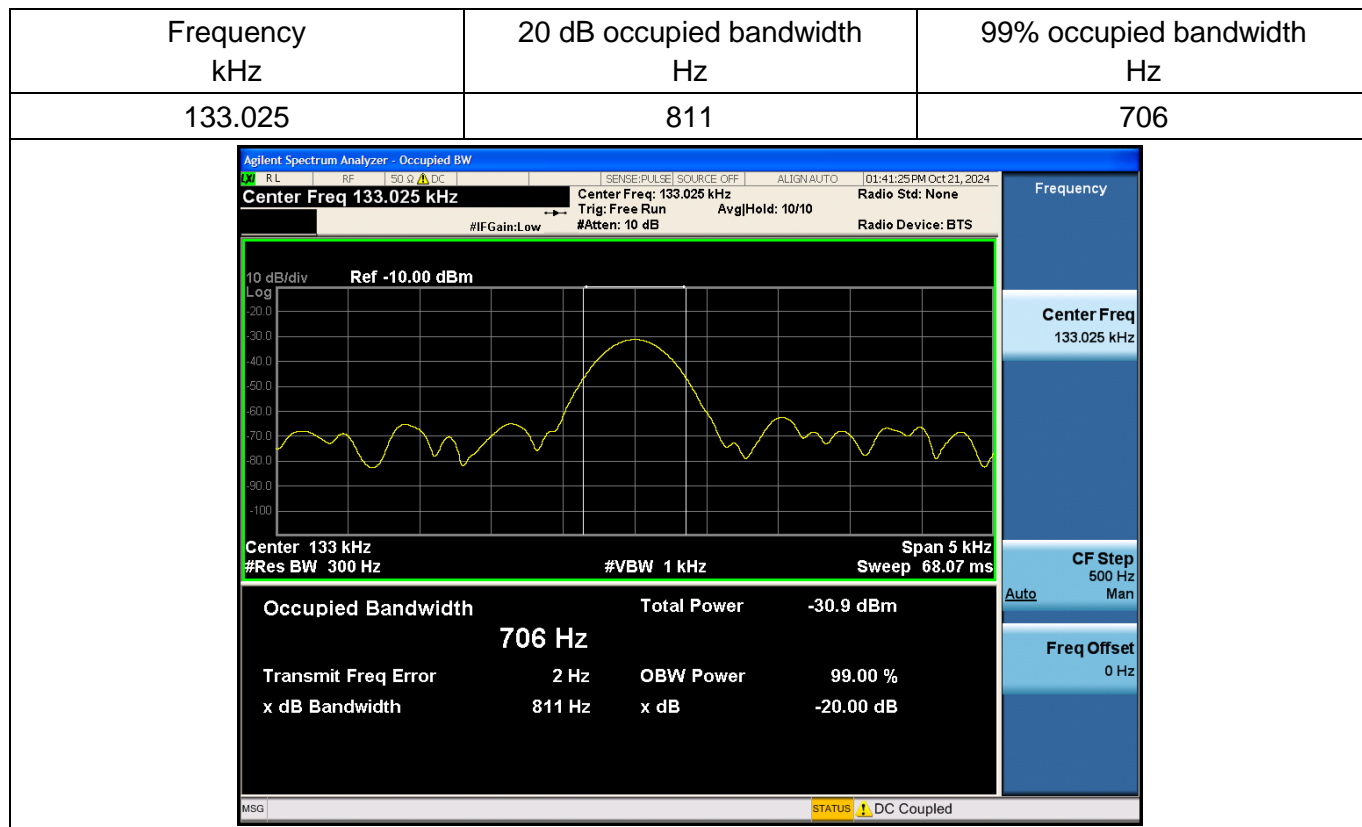 Frequency
kHz
20 dB occupied bandwidth
Hz
99% occupied bandwidth
Hz
133.025
811
706
Agilent Spectrum Analyzer - Occupied BW
LXI RL RF 50 Ω DC SENSE:PULSE SOURCE OFF ALIGN AUTO 01:41:25 PM Oct 21, 2024
Center Freq 133.025 kHz
Center Freq: 133.025 kHz
Radio Std: None
Trig: Free Run
Avg|Hold: 10/10
#IFGain:Low
#Atten: 10 dB
Radio Device: BTS
Frequency
10 dB/div
Ref -10.00 dBm
Log
-20.0
-30.0
-40.0
-50.0
-60.0
-70.0
-80.0
-90.0
-100
Center 133 kHz
Span 5 kHz
#Res BW 300 Hz
#VBW 1 kHz
Sweep 68.07 ms
Center Freq
133.025 kHz
CF Step
500 Hz
Auto Man
Freq Offset
0 Hz
Occupied Bandwidth
Total Power -30.9 dBm
706 Hz
Transmit Freq Error 2 Hz OBW Power 99.00 %
x dB Bandwidth 811 Hz x dB -20.00 dB
MSG
STATUS
DC Coupled